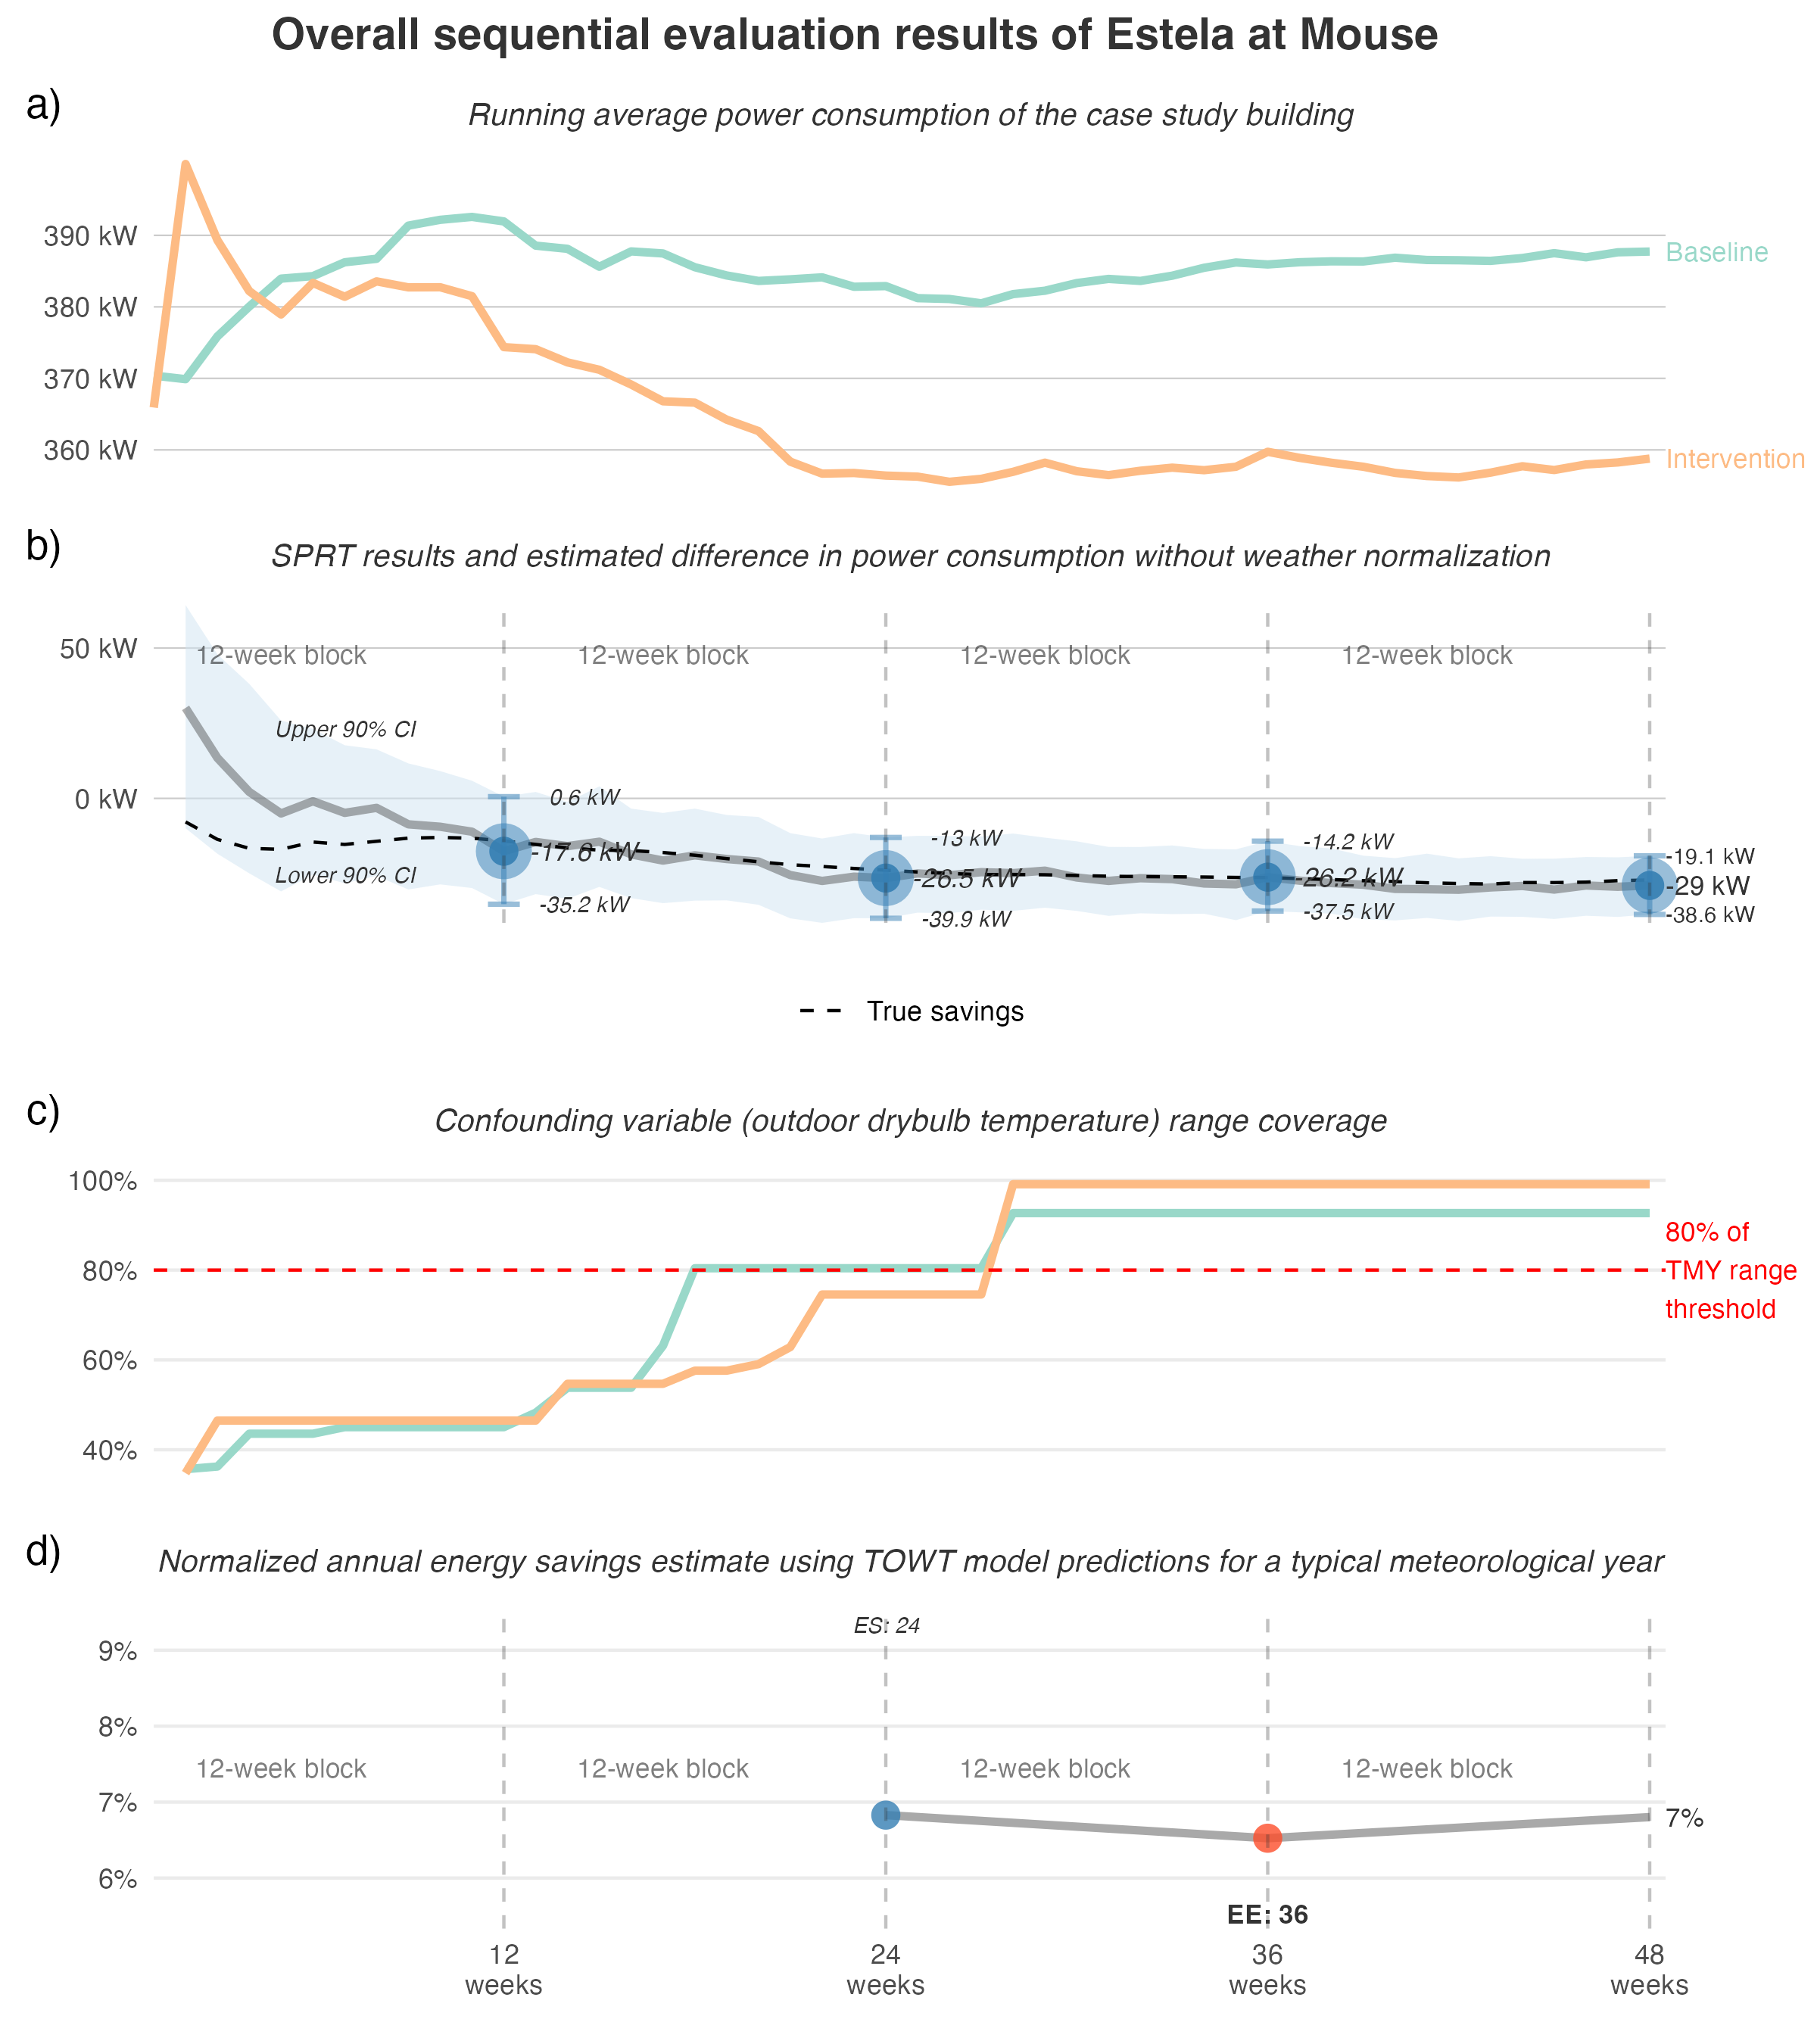 Overall sequential evaluation results of Estela at Mouse
a)
Running average power consumption of the case study building
390 kW
380 kW
370 kW
360 kW
Baseline
Intervention
b)
SPRT results and estimated difference in power consumption without weather normalization
50 kW
0 kW
12-week block
12-week block
12-week block
12-week block
Upper 90% CI
Lower 90% CI
0.6 kW
-17.6 kW
-35.2 kW
-13 kW
-26.5 kW
-39.9 kW
-14.2 kW
-26.2 kW
-37.5 kW
-19.1 kW
-29 kW
-38.6 kW
True savings
c)
Confounding variable (outdoor drybulb temperature) range coverage
100%
80%
60%
40%
80% of
TMY range
threshold
d)
Normalized annual energy savings estimate using TOWT model predictions for a typical meteorological year
ES: 24
9%
8%
7%
6%
12-week block
12-week block
12-week block
12-week block
7%
EE: 36
12
weeks
24
weeks
36
weeks
48
weeks